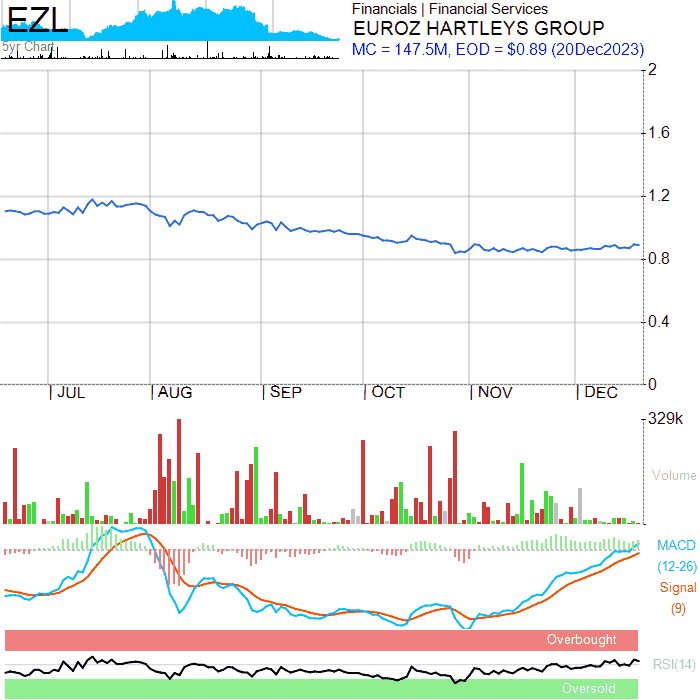 EZL
5yr Chart
Financials | Financial Services
EUROZ HARTLEYS GROUP
MC = 147.5M, EOD = $0.89 (20Dec2023)
2
1.6
1.2
0.8
0.4
0
JUL
AUG
SEP
OCT
NOV
DEC
329k
Volume
MACD
(12-26)
Signal
(9)
Overbought
RSI(14)
Oversold